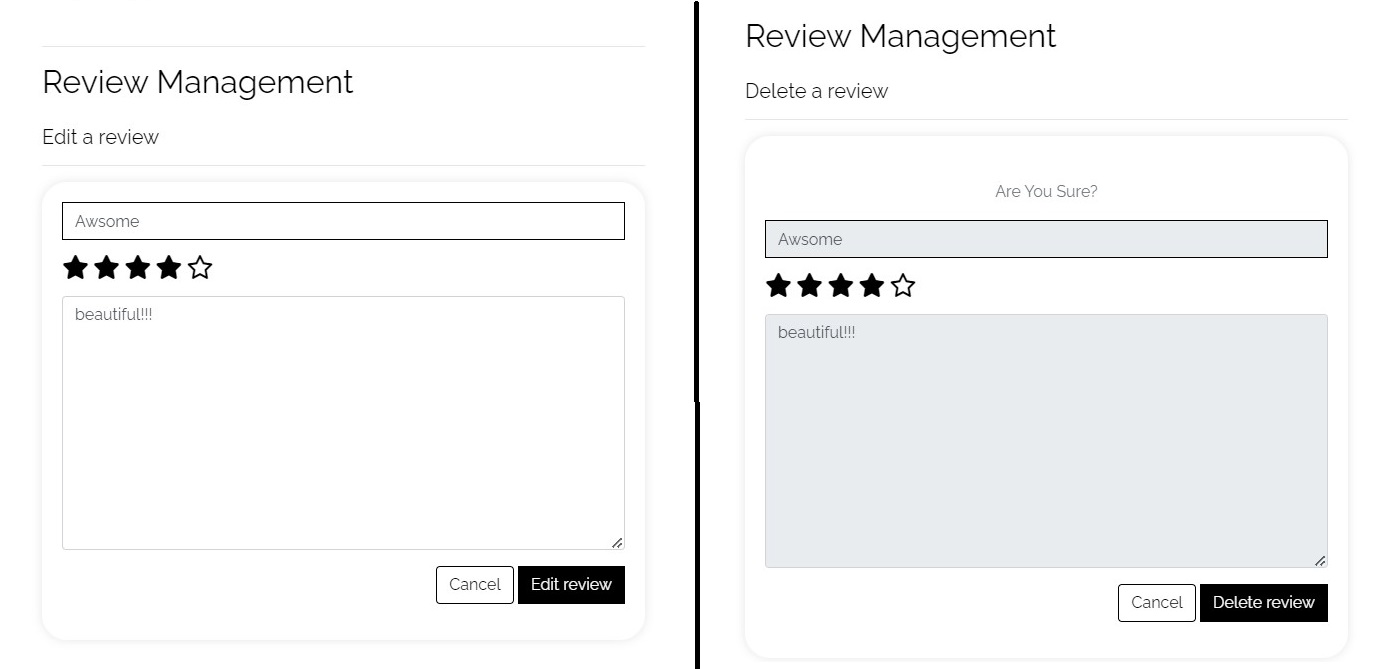 Review Management
Edit a review
Awsome
beautiful!!!
Cancel
Edit review
Review Management
Delete a review
Are You Sure?
Awsome
beautiful!!!
Cancel
Delete review